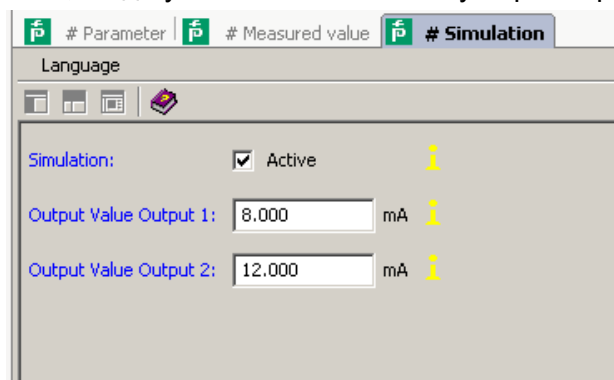 # Parameter # Measured value # Simulation
Language
Simulation: Active
Output Value Output 1: 8.000 mA
Output Value Output 2: 12.000 mA